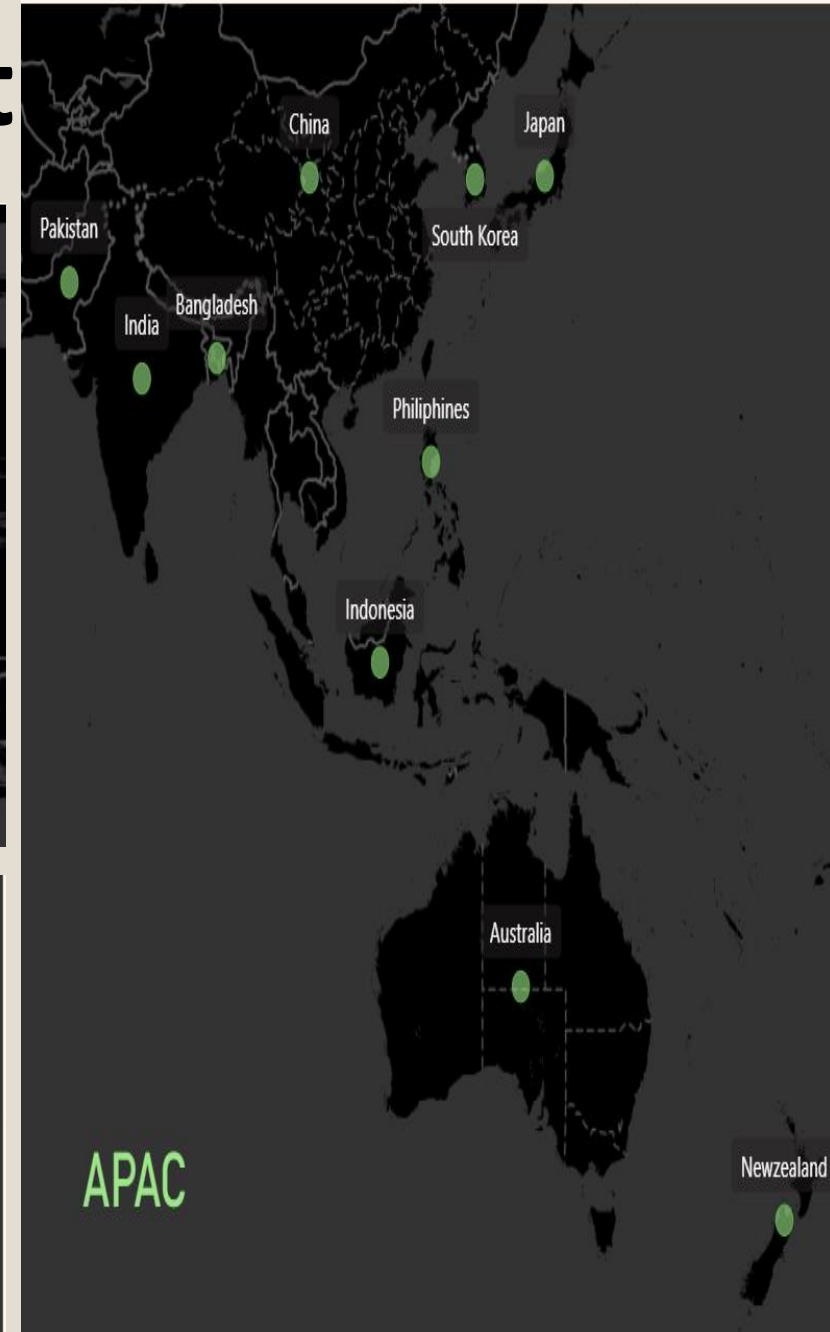 t
China
Japan
Pakistan
South Korea
Bangladesh
India
Philiphines
Indonesia
Australia
APAC
Newzealand